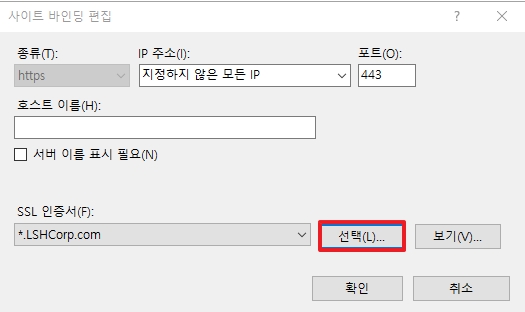 사이트 바인딩 편집 ?
종류(T): IP 주소(I): 포트(O):
https 지정하지 않은 모든 IP 443
호스트 이름(H):
서버 이름 표시 필요(N)
SSL 인증서(F):
*.LSHCorp.com 선택(L)... 보기(V)...
확인 취소